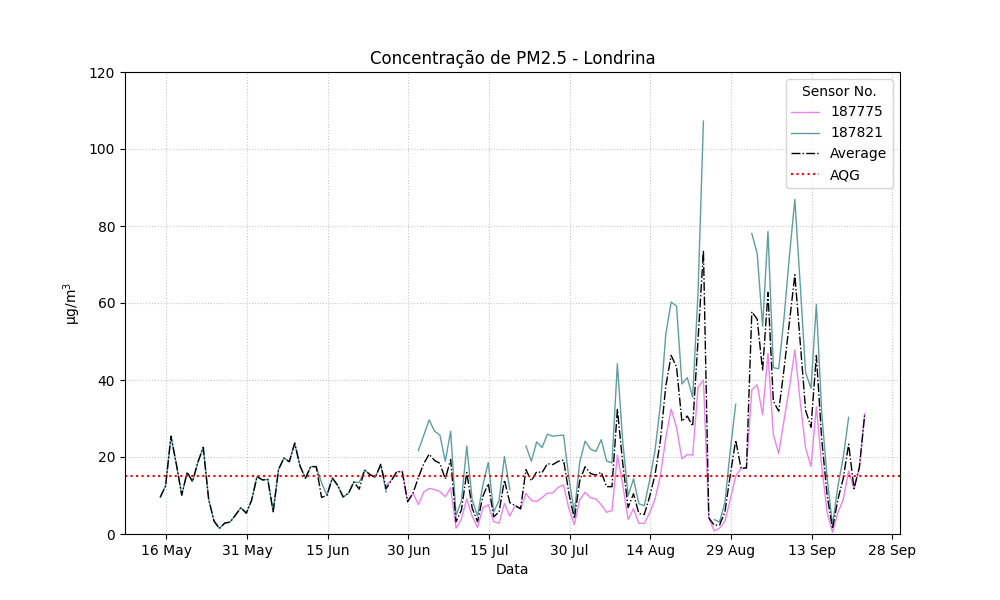 Concentração de PM2.5 - Londrina
120
100
80
60
40
20
0
µg/m³
Sensor No.
187775
187821
Average
AQG
16 May 31 May 15 Jun 30 Jun 15 Jul 30 Jul 14 Aug 29 Aug 13 Sep 28 Sep
Data